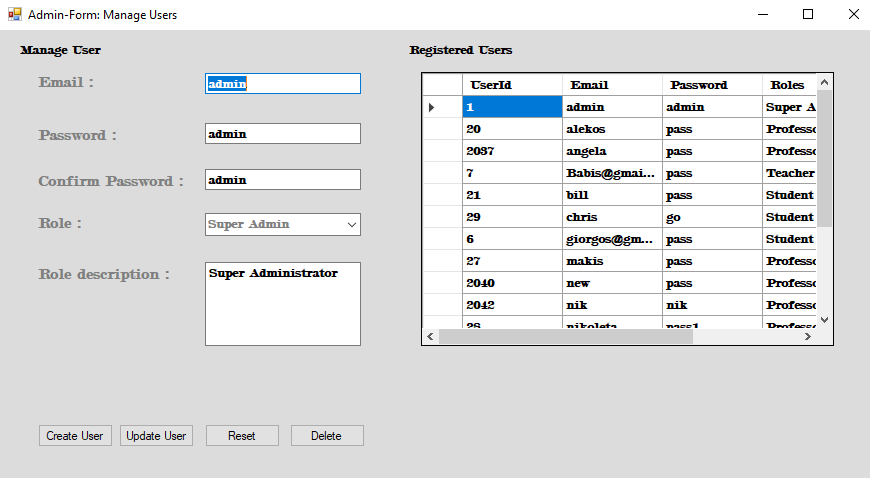 Admin-Form: Manage Users
Manage User
Email :
admin
Password :
admin
Confirm Password :
admin
Role :
Super Admin
Role description :
Super Administrator
Create User
Update User
Reset
Delete
Registered Users
UserId Email Password Roles
1 admin admin Super A
20 alekos pass Professo
2037 angela pass Professo
7 Babis@gmai... pass Teacher
21 bill pass Student
29 chris go Student
6 giorgos@gm... pass Student
27 makis pass Professo
2040 new pass Professo
2042 nik nik Professo
26 nikoleta pass1 Professo